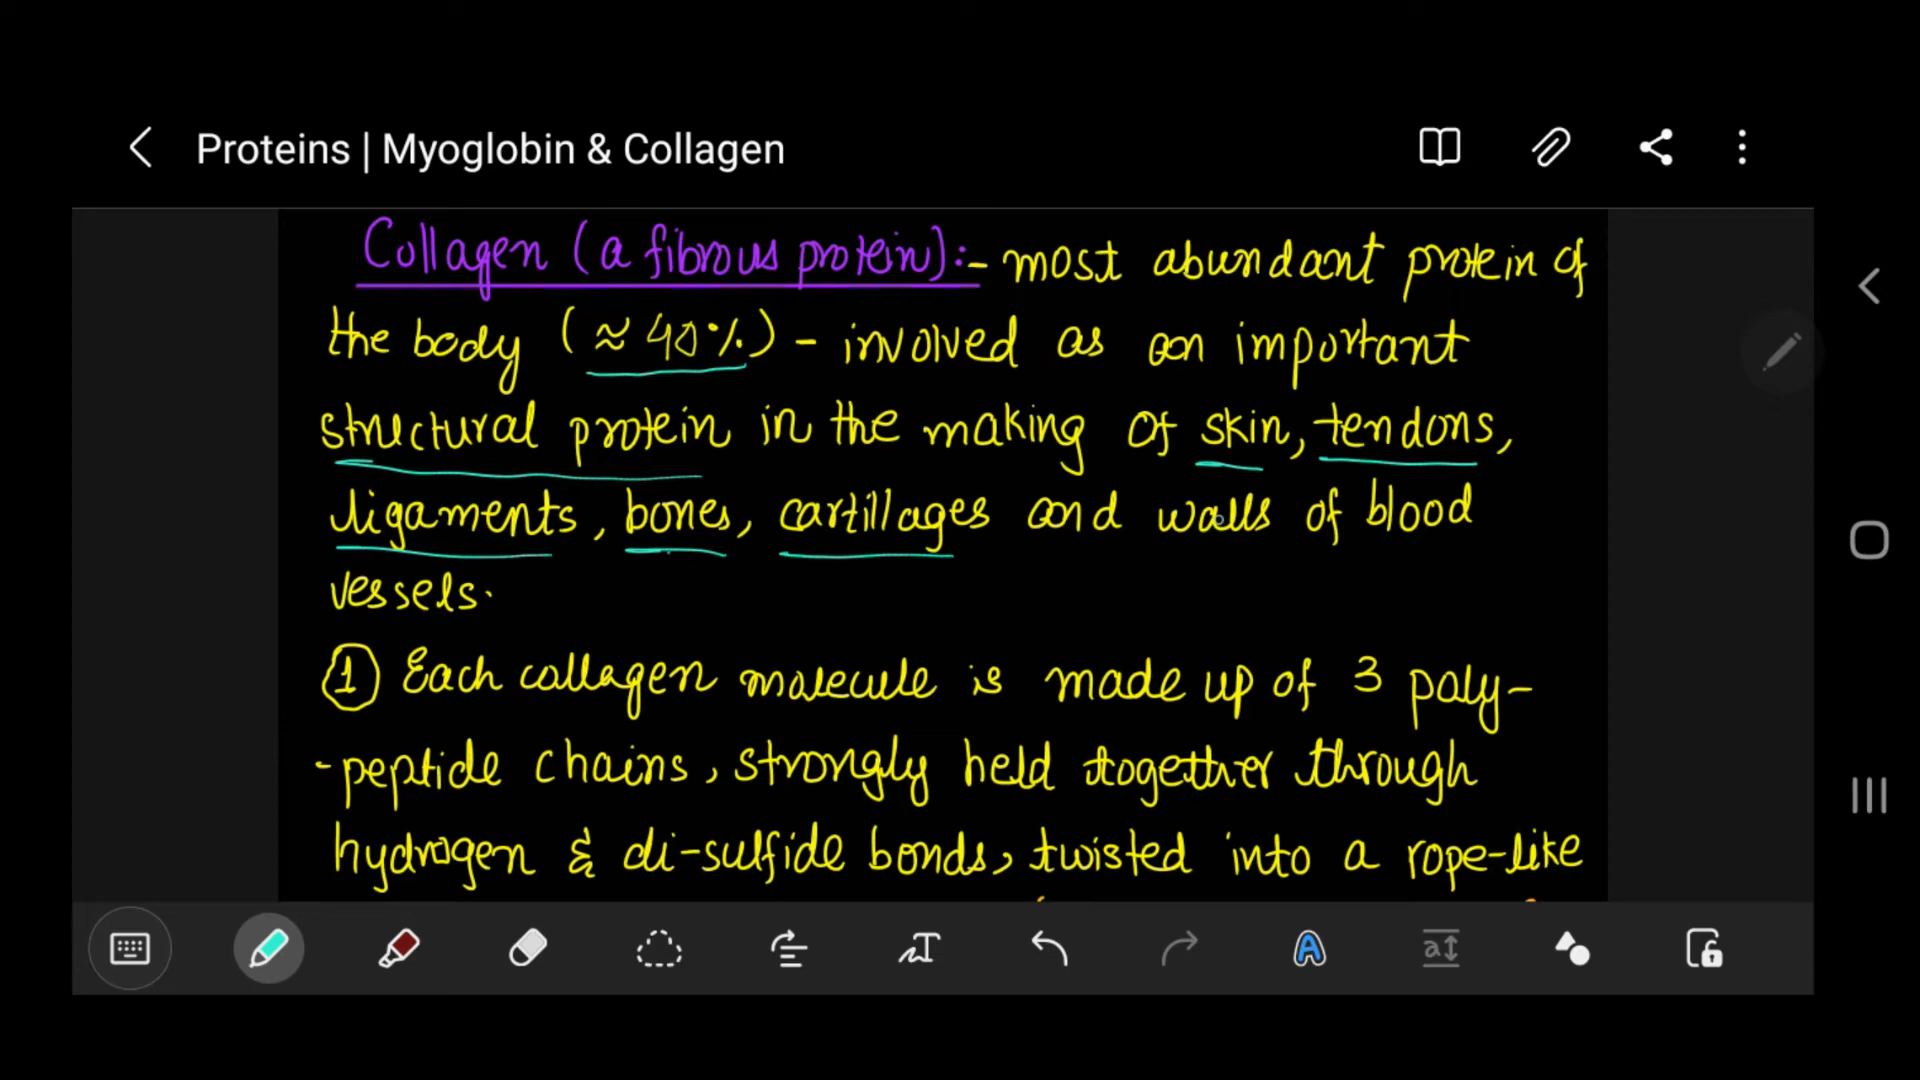 Proteins | Myoglobin & Collagen
Collagen (a fibrous protein):- most abundant protein of
the body (≈ 40%) - involved as an important
structural protein in the making of skin, tendons,
ligaments, bones, cartillages and walls of blood
vessels.
① Each collagen molecule is made up of 3 poly-
-peptide chains, strongly held together through
hydrogen & di-sulfide bonds, twisted into a rope-like